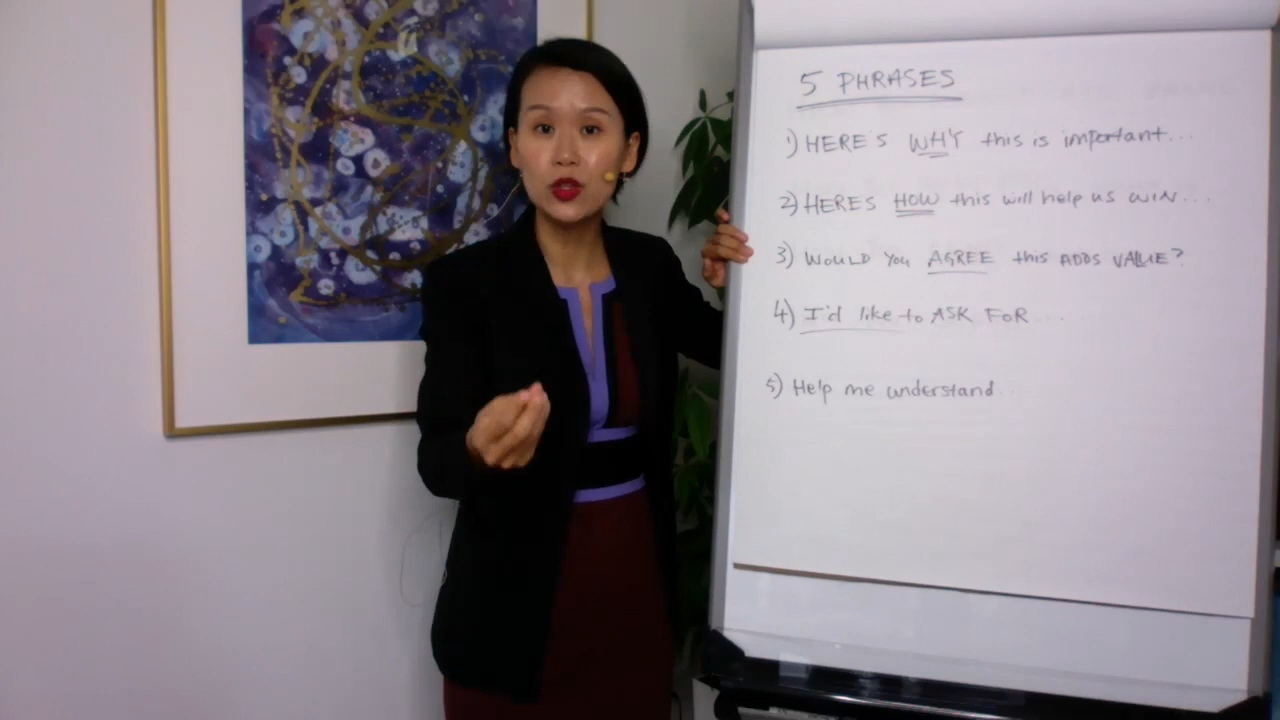 5 PHRASES
1) HERE'S WHY this is important...
2) HERES HOW this will help us WIN...
3) WOULD YOU AGREE this ADDS VALUE?
4) I'd like to ASK FOR...
5) Help me understand...